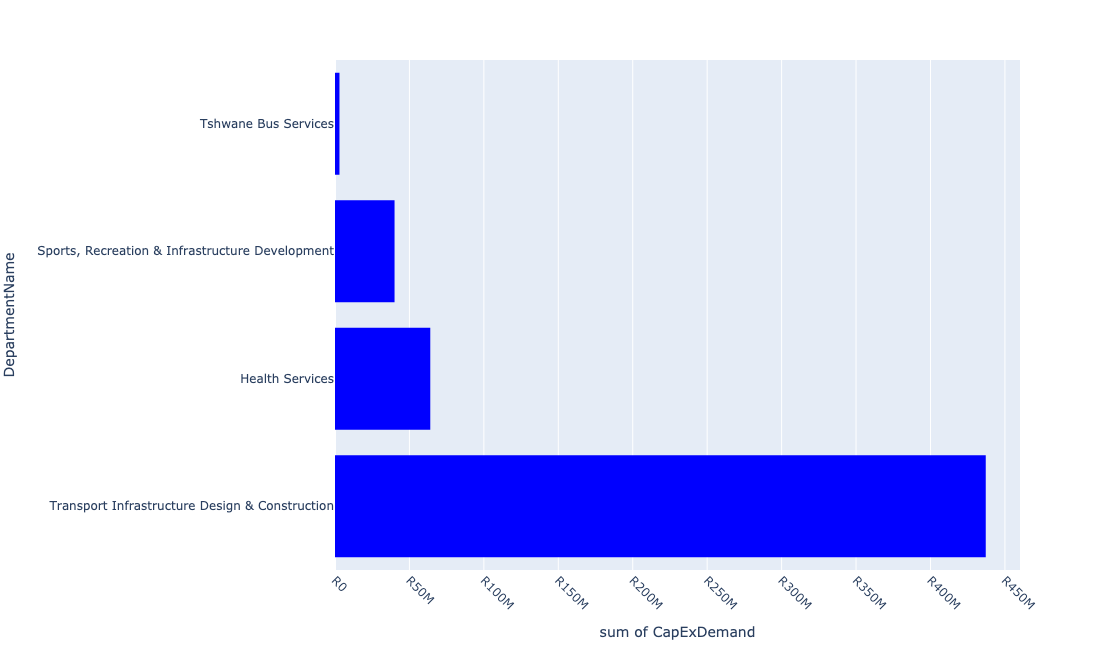 DepartmentName
Tshwane Bus Services
Sports, Recreation & Infrastructure Development
Health Services
Transport Infrastructure Design & Construction
R0
R50M
R100M
R150M
R200M
R250M
R300M
R350M
R400M
R450M
sum of CapExDemand